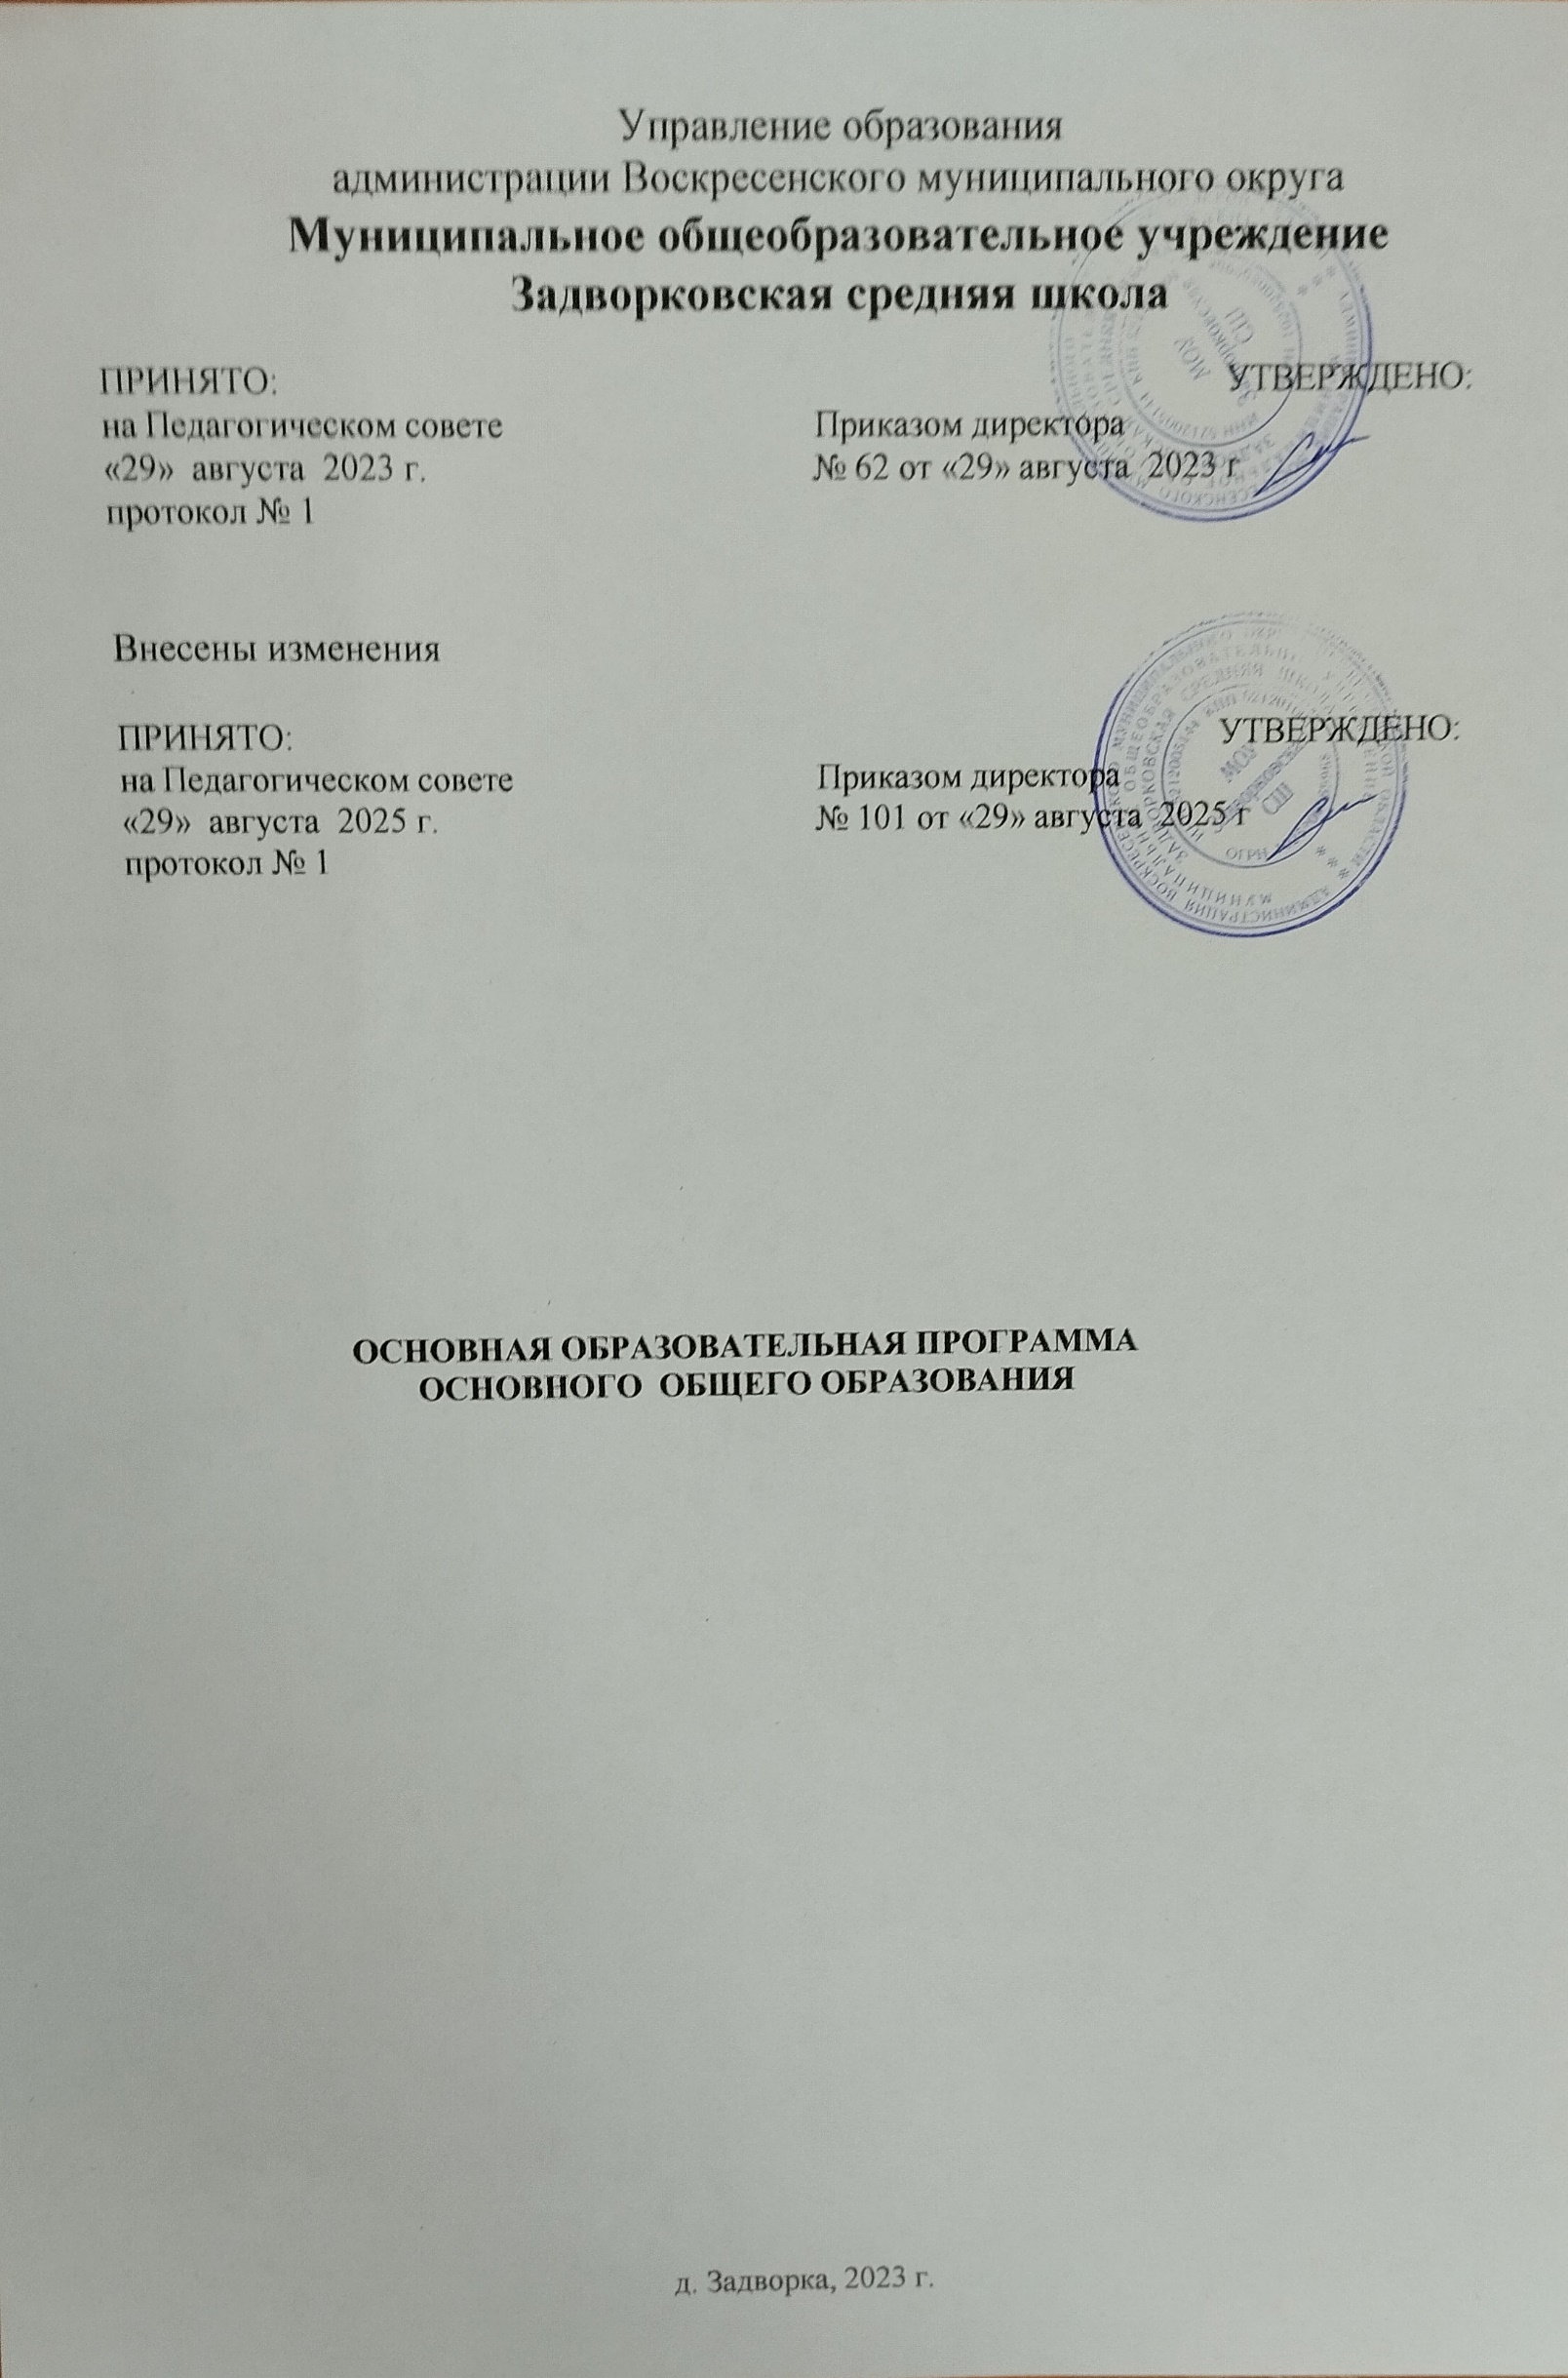 Управление образования
администрации Воскресенского муниципального округа
Муниципальное общеобразовательное учреждение
Задворковская средняя школа
ПРИНЯТО:
УТВЕРЖДЕНО:
на Педагогическом совете
Приказом директора
«29» августа 2023 г.
№ 62 от «29» августа 2023 г
протокол № 1
Внесены изменения
ПРИНЯТО:
УТВЕРЖДЕНО:
на Педагогическом совете
Приказом директора
«29» августа 2025 г.
№ 101 от «29» августа 2025 г
протокол № 1
ОСНОВНАЯ ОБРАЗОВАТЕЛЬНАЯ ПРОГРАММА
ОСНОВНОГО ОБЩЕГО ОБРАЗОВАНИЯ
д. Задворка, 2023 г.